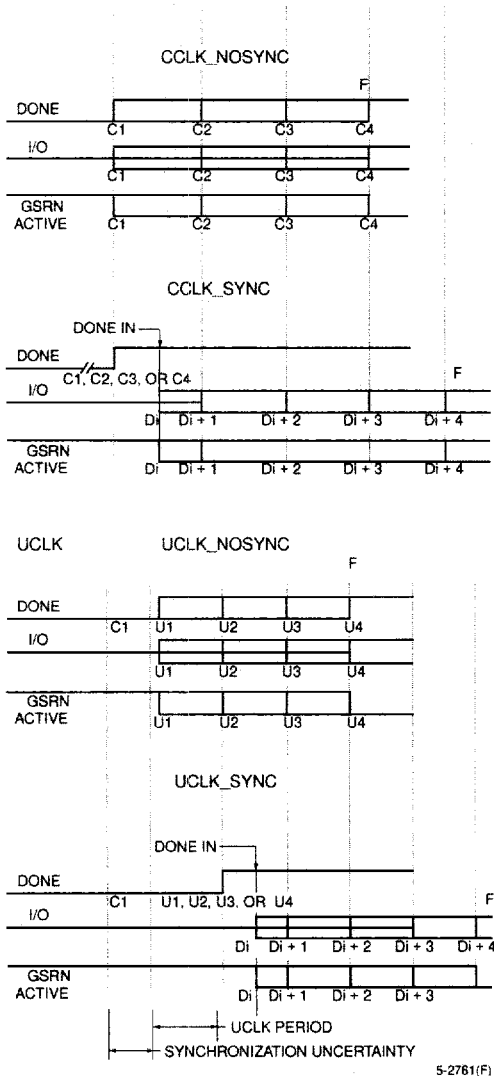 CCLK_NOSYNC
F
DONE
C1 C2 C3 C4
I/O
C1 C2 C3 C4
GSRN
ACTIVE
C1 C2 C3 C4
CCLK_SYNC
DONE IN
DONE
C1, C2, C3, OR C4
F
I/O
Di Di + 1 Di + 2 Di + 3 Di + 4
GSRN
ACTIVE
Di Di + 1 Di + 2 Di + 3 Di + 4
UCLK UCLK_NOSYNC
F
DONE
C1 U1 U2 U3 U4
I/O
U1 U2 U3 U4
GSRN
ACTIVE
U1 U2 U3 U4
UCLK_SYNC
DONE IN
DONE
C1 U1, U2, U3, OR U4
F
I/O
Di Di + 1 Di + 2 Di + 3 Di + 4
GSRN
ACTIVE
Di Di + 1 Di + 2 Di + 3
UCLK PERIOD
SYNCHRONIZATION UNCERTAINTY
5-2761(F)